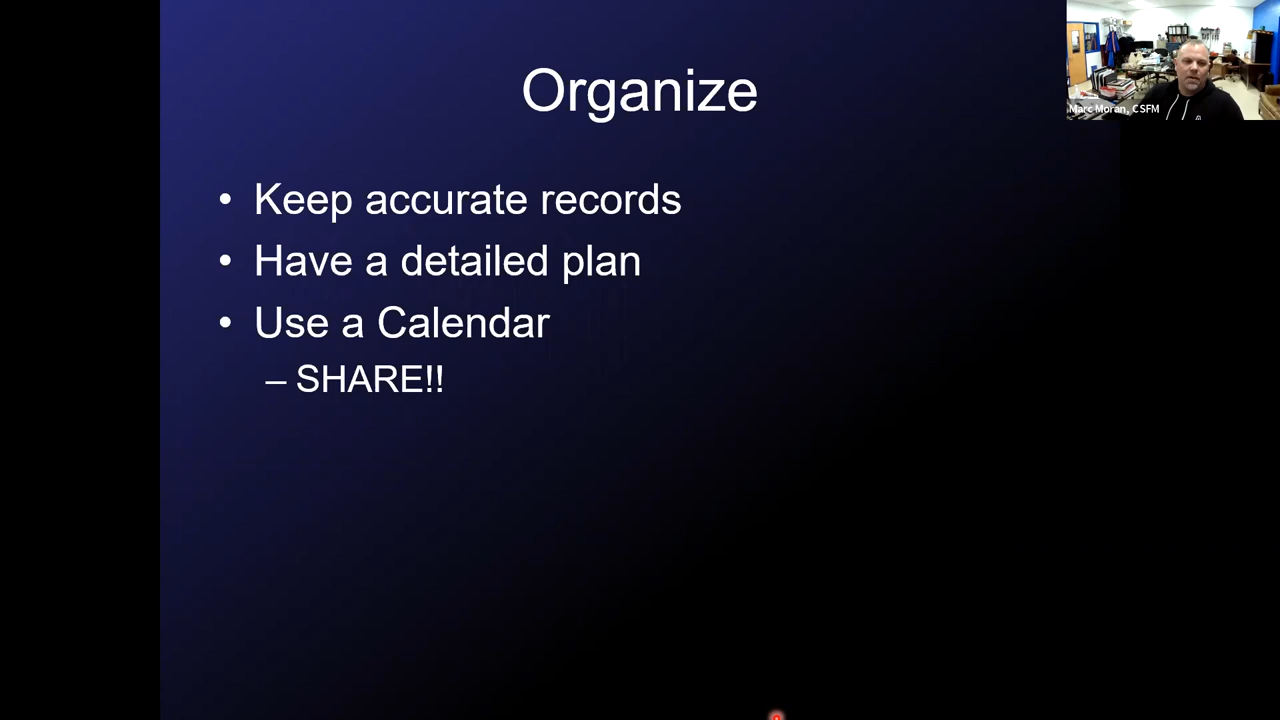 Organize
Marc Moran, CSFM
• Keep accurate records
• Have a detailed plan
• Use a Calendar
– SHARE!!